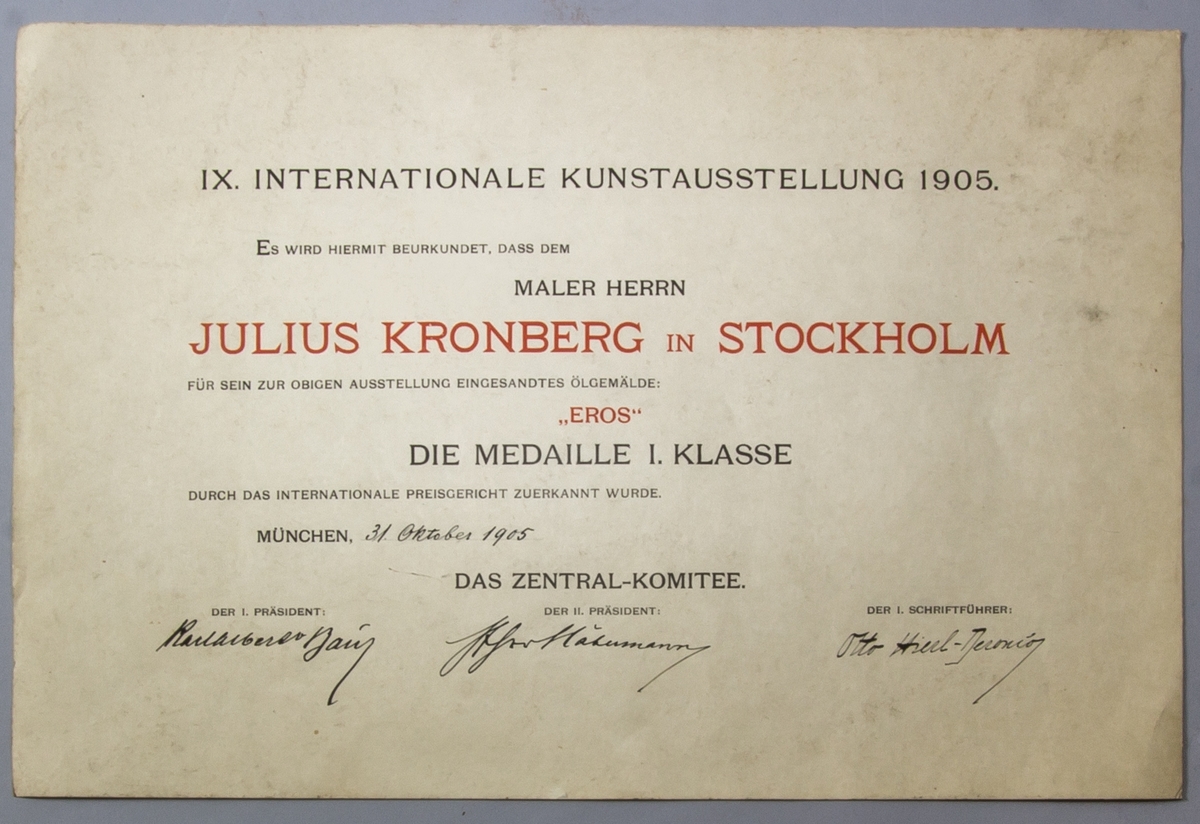 IX. INTERNATIONALE KUNSTAUSSTELLUNG 1905.
ES WIRD HIERMIT BEURKUNDET, DASS DEM
MALER HERRN
JULIUS KRONBERG IN STOCKHOLM
FÜR SEIN ZUR OBIGEN AUSSTELLUNG EINGESANDTES ÖLGEMÄLDE:
„EROS“
DIE MEDAILLE I. KLASSE
DURCH DAS INTERNATIONALE PREISGERICHT ZUERKANNT WURDE.
MÜNCHEN, 31. Oktober 1905
DAS ZENTRAL-KOMITEE.
DER I. PRÄSIDENT: DER II. PRÄSIDENT: DER I. SCHRIFTFÜHRER:
Otto Hierl-Deronco